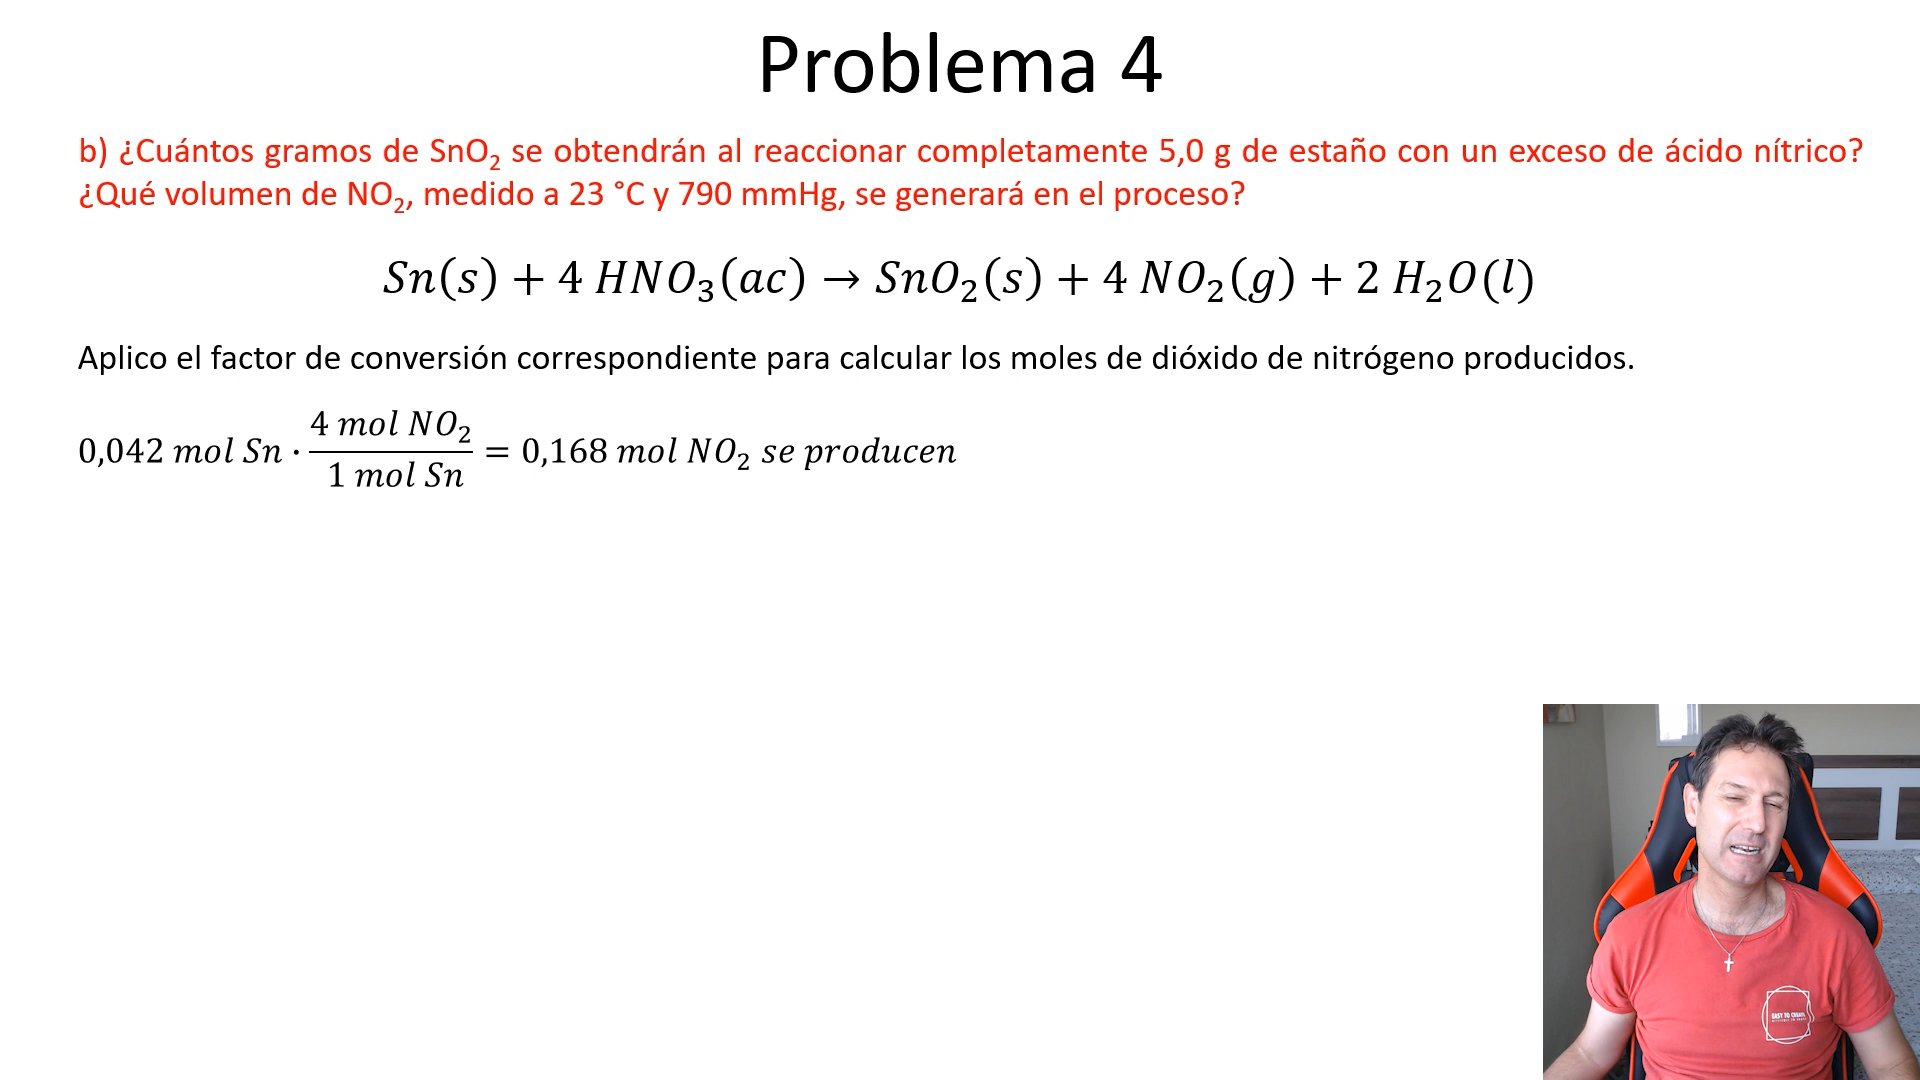 Problema 4
b) ¿Cuántos gramos de SnO₂ se obtendrán al reaccionar completamente 5,0 g de estaño con un exceso de ácido nítrico?
¿Qué volumen de NO₂, medido a 23 °C y 790 mmHg, se generará en el proceso?
Sn(s) + 4 HNO₃(ac) → SnO₂(s) + 4 NO₂(g) + 2 H₂O(l)
Aplico el factor de conversión correspondiente para calcular los moles de dióxido de nitrógeno producidos.
0,042 mol Sn · 4 mol NO₂ / 1 mol Sn = 0,168 mol NO₂ se producen
EASY TO CREATE